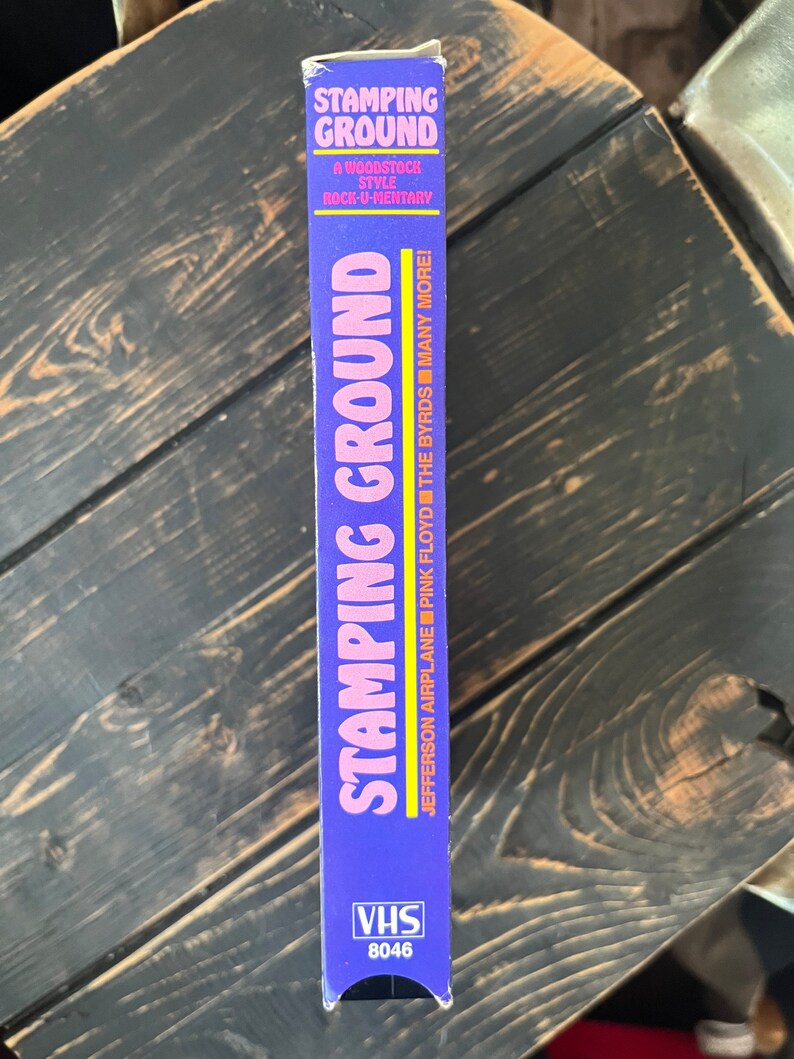 STAMPING
GROUND
A WOODSTOCK
STYLE
ROCK-U-MENTARY
STAMPING GROUND
JEFFERSON AIRPLANE ■ PINK FLOYD ■ THE BYRDS ■ MANY MORE!
VHS
8046